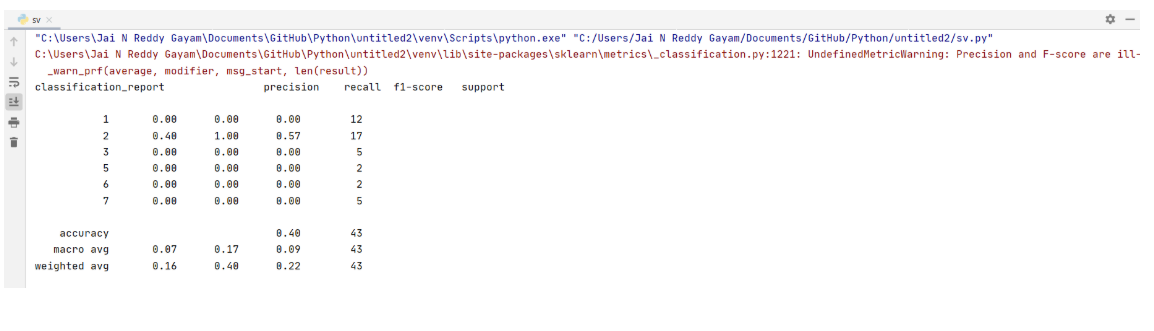 sv
"C:\Users\Jai N Reddy Gayam\Documents\GitHub\Python\untitled2\venv\Scripts\python.exe" "C:/Users/Jai N Reddy Gayam/Documents/GitHub/Python/untitled2/sv.py"
C:\Users\Jai N Reddy Gayam\Documents\GitHub\Python\untitled2\venv\lib\site-packages\sklearn\metrics\_classification.py:1221: UndefinedMetricWarning: Precision and F-score are ill-
_warn_prf(average, modifier, msg_start, len(result))
classification_report precision recall f1-score support
1 0.00 0.00 0.00 12
2 0.40 1.00 0.57 17
3 0.00 0.00 0.00 5
5 0.00 0.00 0.00 2
6 0.00 0.00 0.00 2
7 0.00 0.00 0.00 5
accuracy 0.40 43
macro avg 0.07 0.17 0.09 43
weighted avg 0.16 0.40 0.22 43